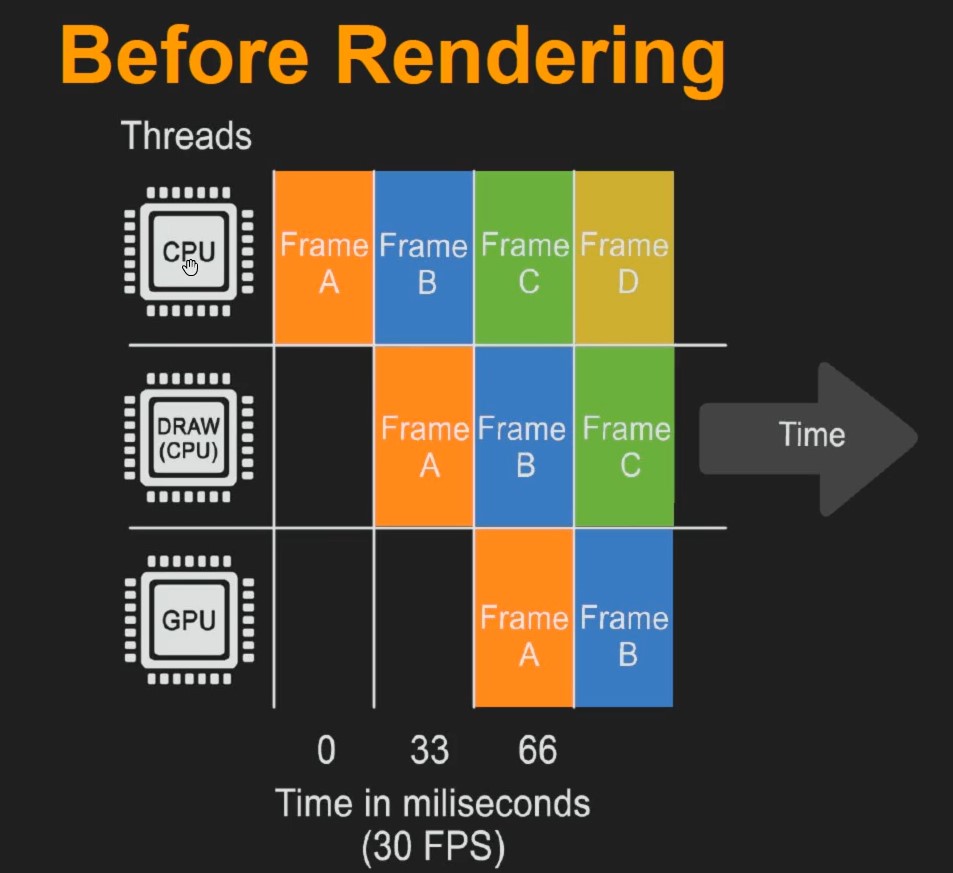 Before Rendering
Threads
CPU
Frame A
Frame B
Frame C
Frame D
DRAW
(CPU)
Frame A
Frame B
Frame C
Time
GPU
Frame A
Frame B
0
33
66
Time in miliseconds
(30 FPS)